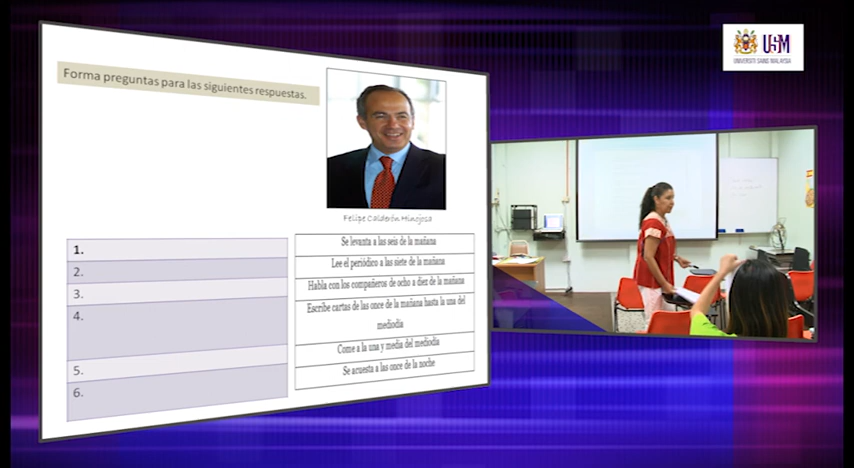 USM
UNIVERSITI SAINS MALAYSIA
Forma preguntas para las siguientes respuestas.
Felipe Calderón Hinojosa
1.
Se levanta a las seis de la mañana
2.
Lee el periódico a las siete de la mañana
3.
Habla con los compañeros de ocho a diez de la mañana
4.
Escribe cartas de las once de la mañana hasta la una del
mediodía
5.
Come a la una y media del mediodía
6.
Se acuesta a las once de la noche